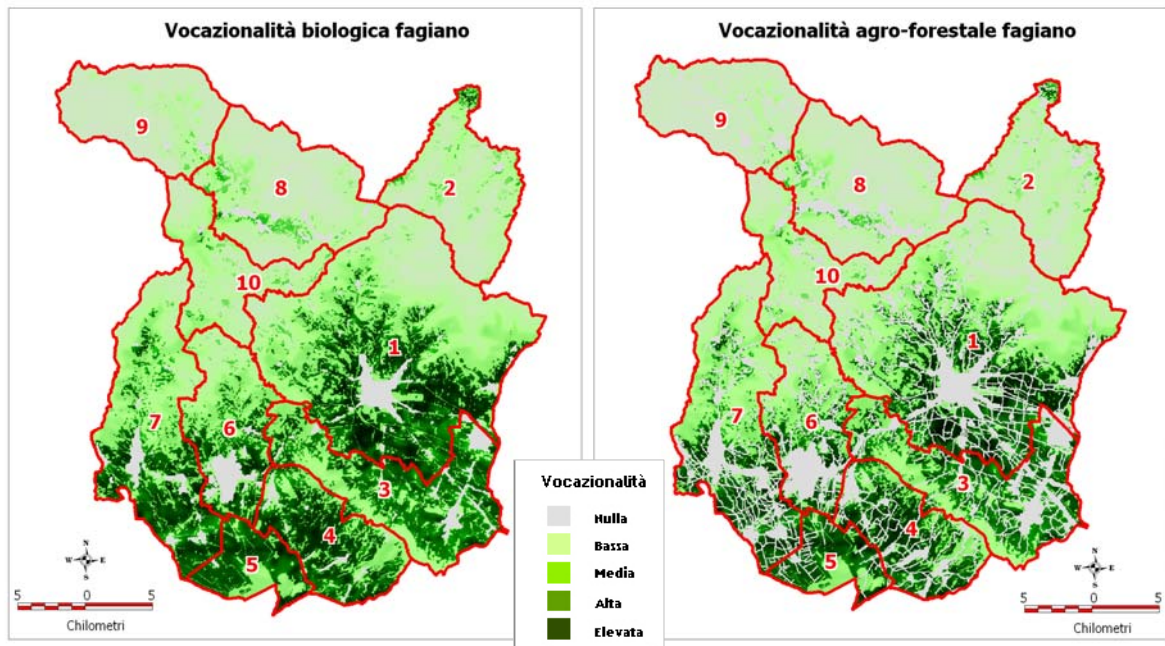 Vocazionalità biologica fagiano
9
8
2
10
1
7
6
3
4
5
N
W E
S
5 0 5
Chilometri
Vocazionalità agro-forestale fagiano
9
8
2
10
1
7
6
3
4
5
N
W E
S
5 0 5
Chilometri
Vocazionalità
Nulla
Bassa
Media
Alta
Elevata